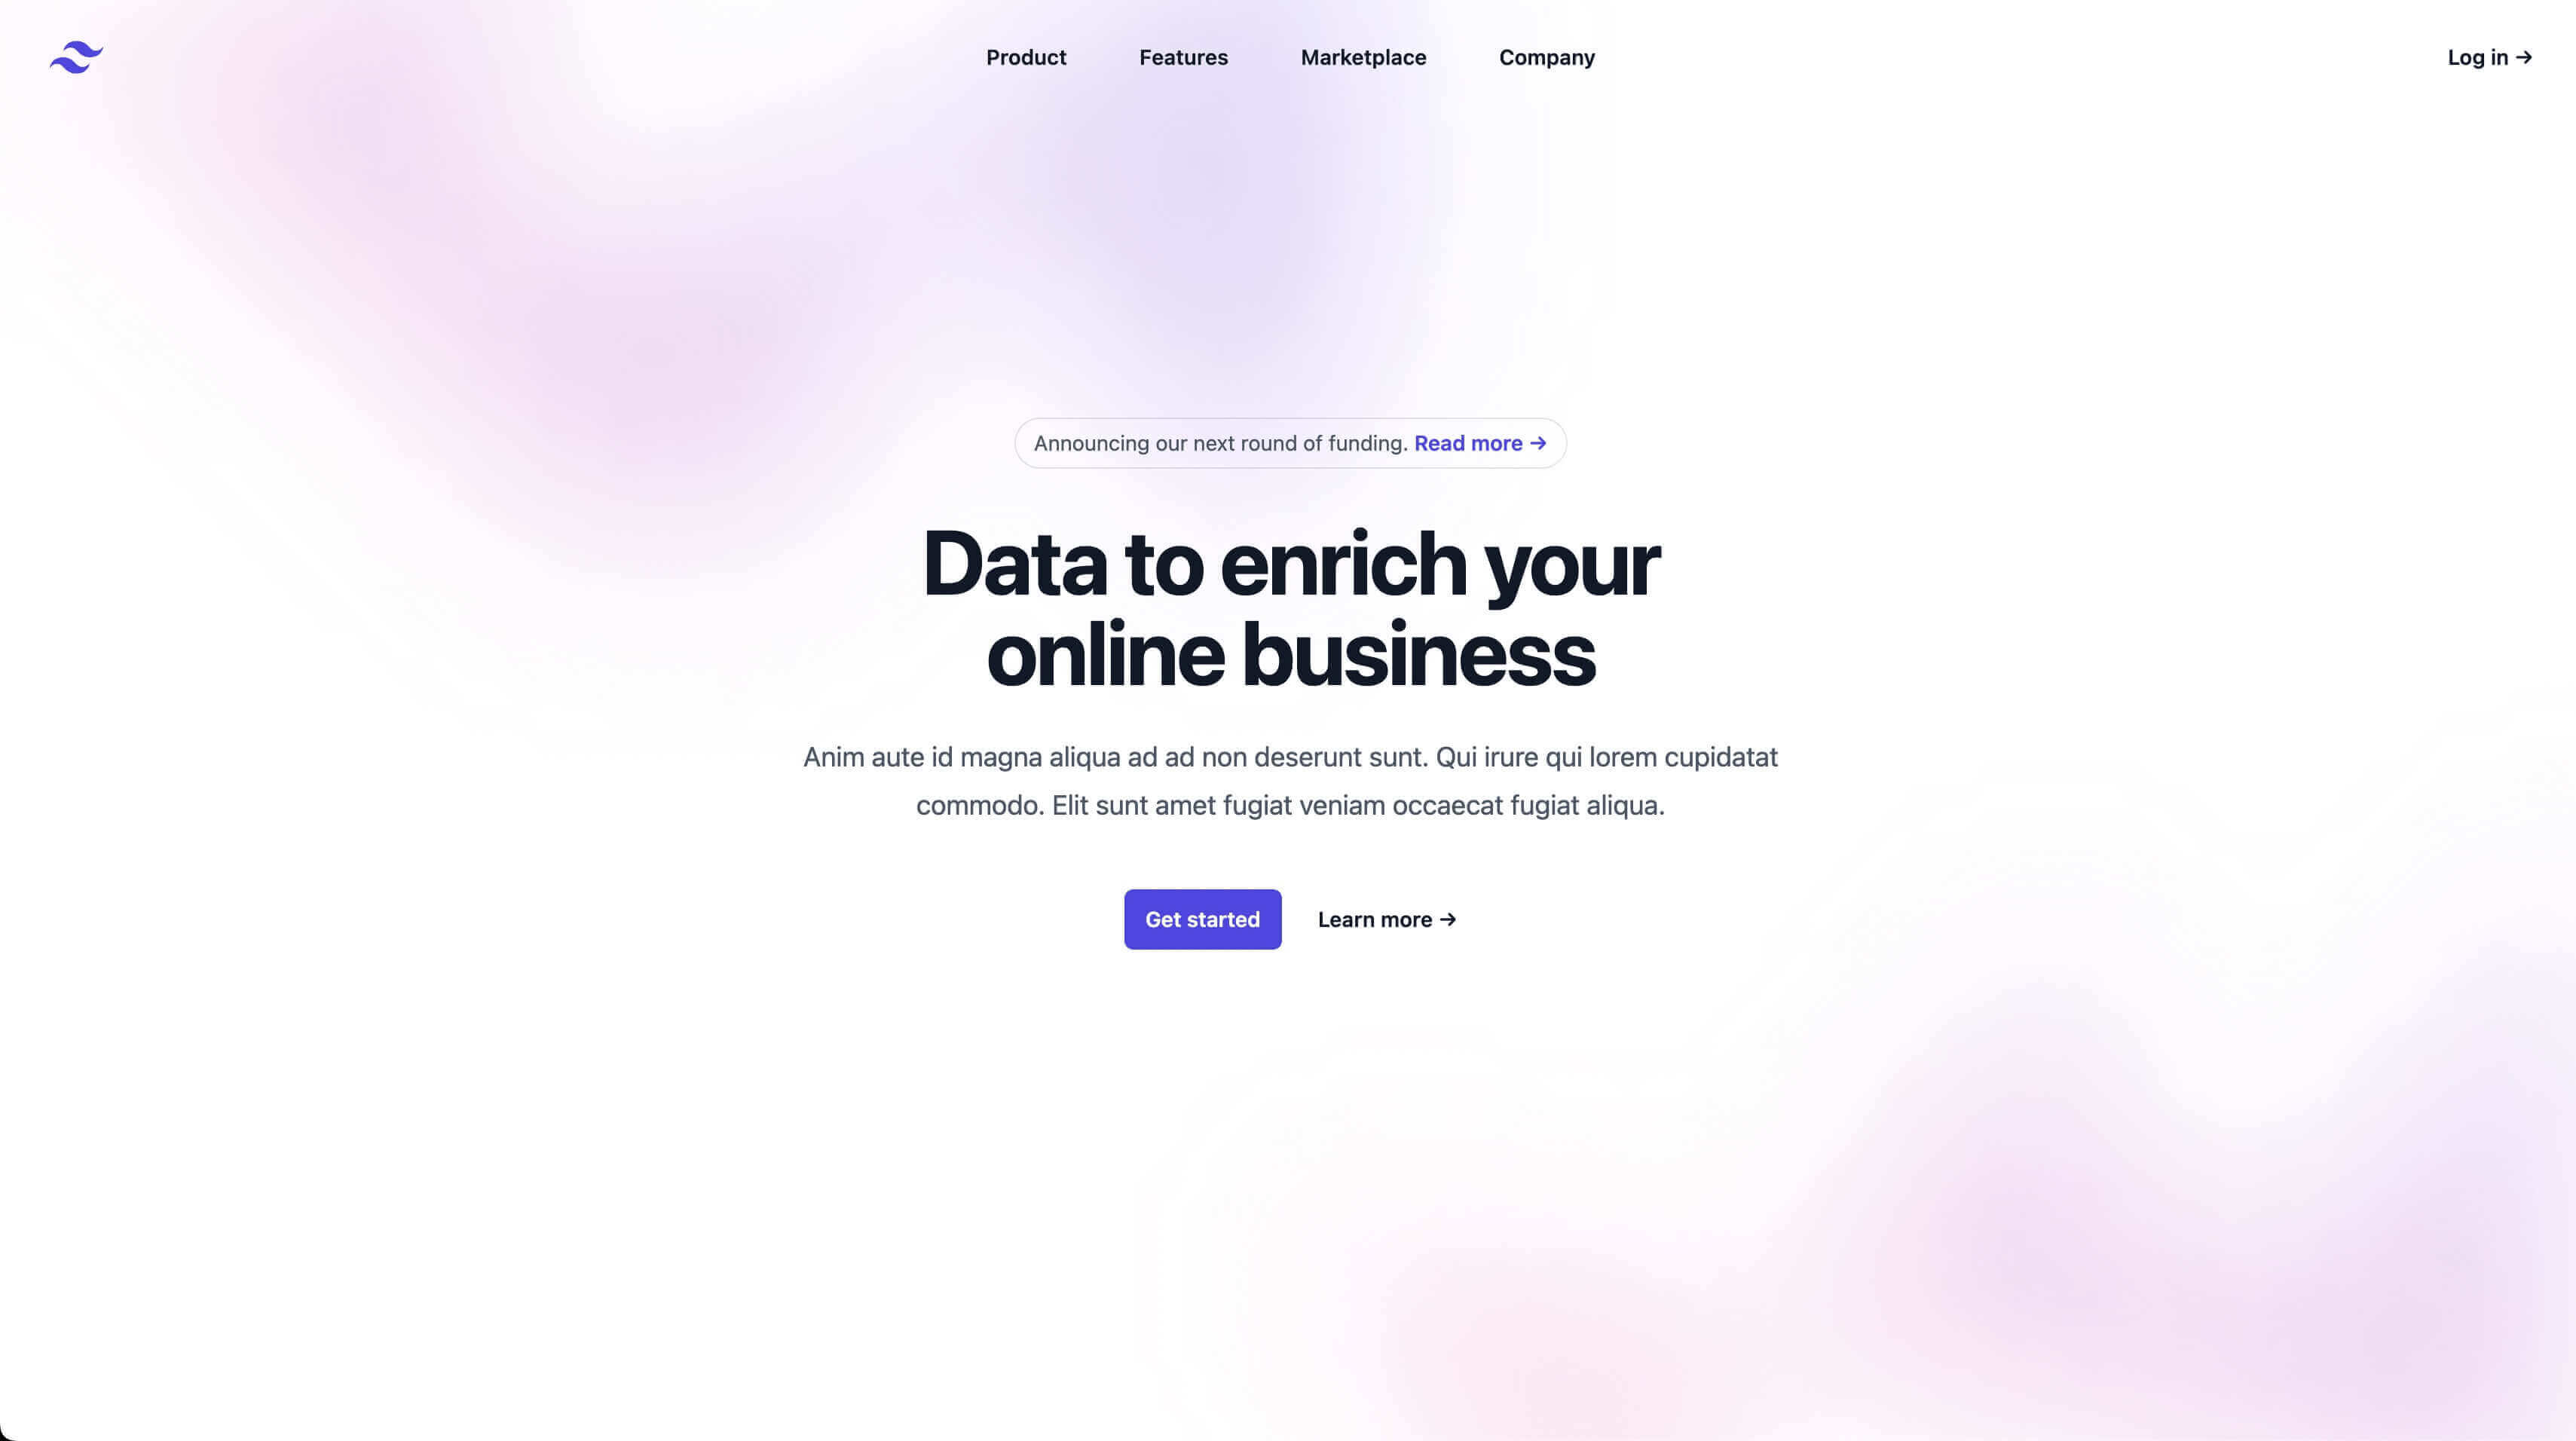 Product Features Marketplace Company Log in →
Announcing our next round of funding. Read more →
Data to enrich your
online business
Anim aute id magna aliqua ad ad non deserunt sunt. Qui irure qui lorem cupidatat
commodo. Elit sunt amet fugiat veniam occaecat fugiat aliqua.
Get started Learn more →